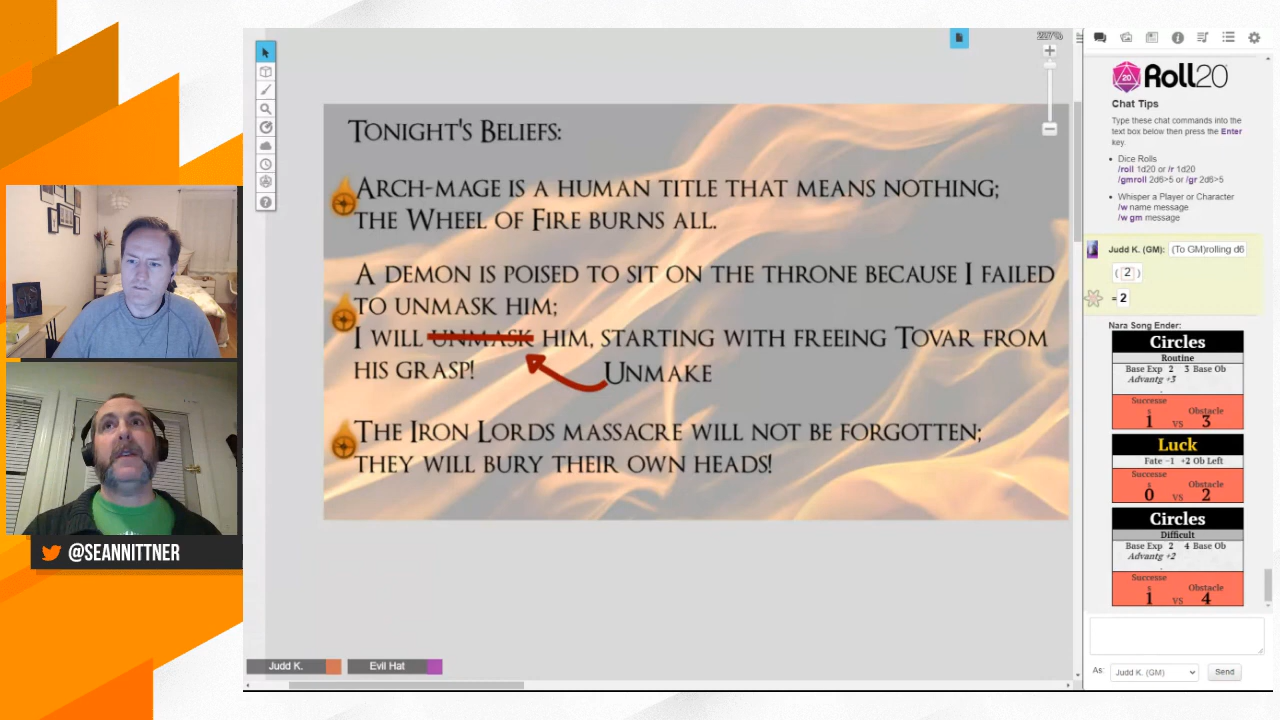 @SEANNITTNER
Tonight's Beliefs:
Arch-mage is a human title that means nothing;
the Wheel of Fire burns all.
A demon is poised to sit on the throne because I failed
to unmask him;
I will unmask him, starting with freeing Tovar from
his grasp!
Unmake
The Iron Lords massacre will not be forgotten;
they will bury their own heads!
Judd K.
Evil Hat
20
Roll20
Chat Tips
Type these chat commands into the
text box below then press the Enter
key.
Dice Rolls
/roll 1d20 or /r 1d20
/gmroll 2d6>5 or /gr 2d6>5
Whisper a Player or Character
/w name message
/w gm message
Judd K. (GM): (To GM)rolling d6
(2)
=2
Nara Song Ender:
Circles
Routine
Base Exp 2 3 Base Ob
Advantg +3
Successe
s Obstacle
1 vs 3
Luck
Fate -1 +2 Ob Left
Successe
s Obstacle
0 vs 2
Circles
Difficult
Base Exp 2 4 Base Ob
Advantg +2
Successe
s Obstacle
1 vs 4
As: Judd K. (GM) Send